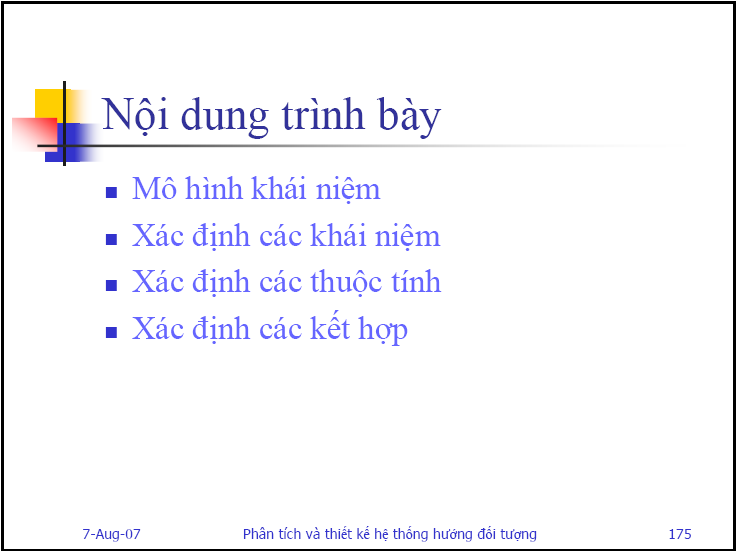 Nội dung trình bày
Mô hình khái niệm
Xác định các khái niệm
Xác định các thuộc tính
Xác định các kết hợp
7-Aug-07 Phân tích và thiết kế hệ thống hướng đối tượng 175